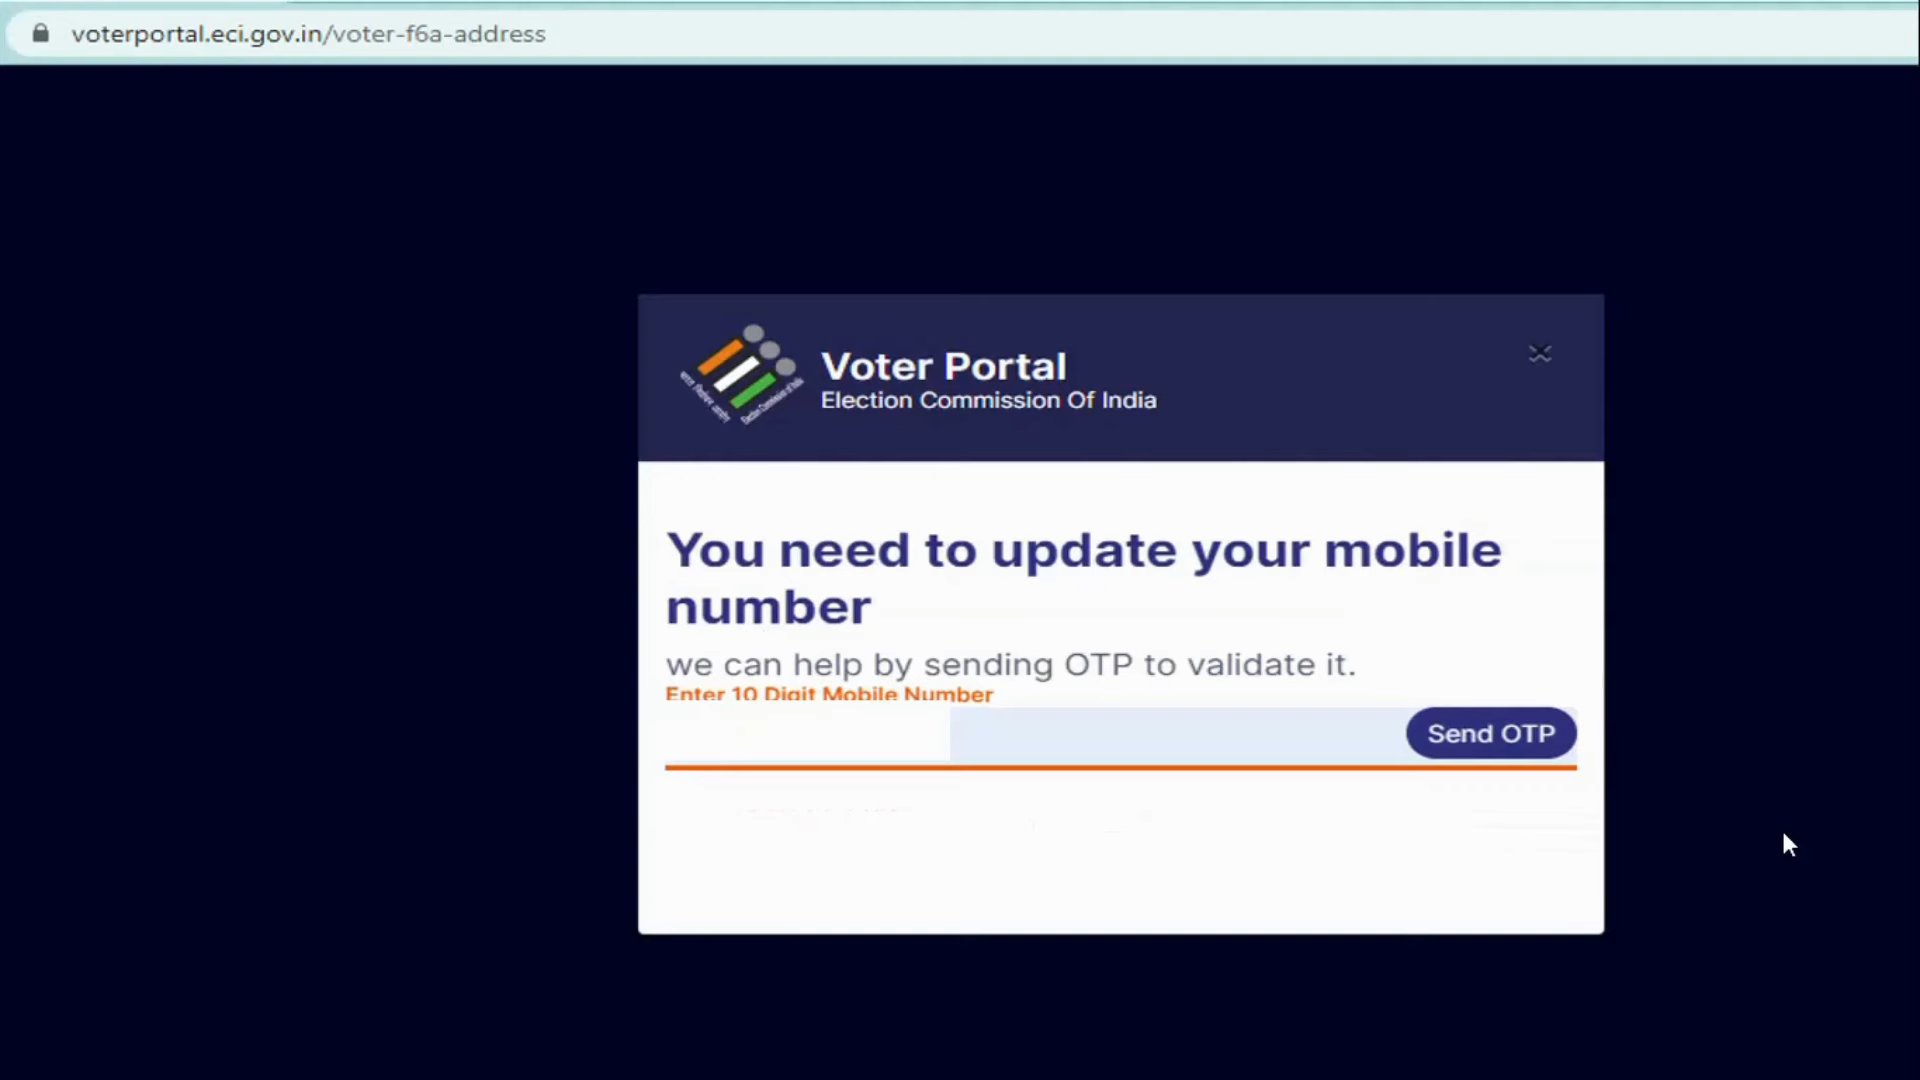 voterportal.eci.gov.in/voter-f6a-address
Voter Portal
Election Commission Of India
You need to update your mobile
number
we can help by sending OTP to validate it.
Enter 10 Digit Mobile Number
Send OTP